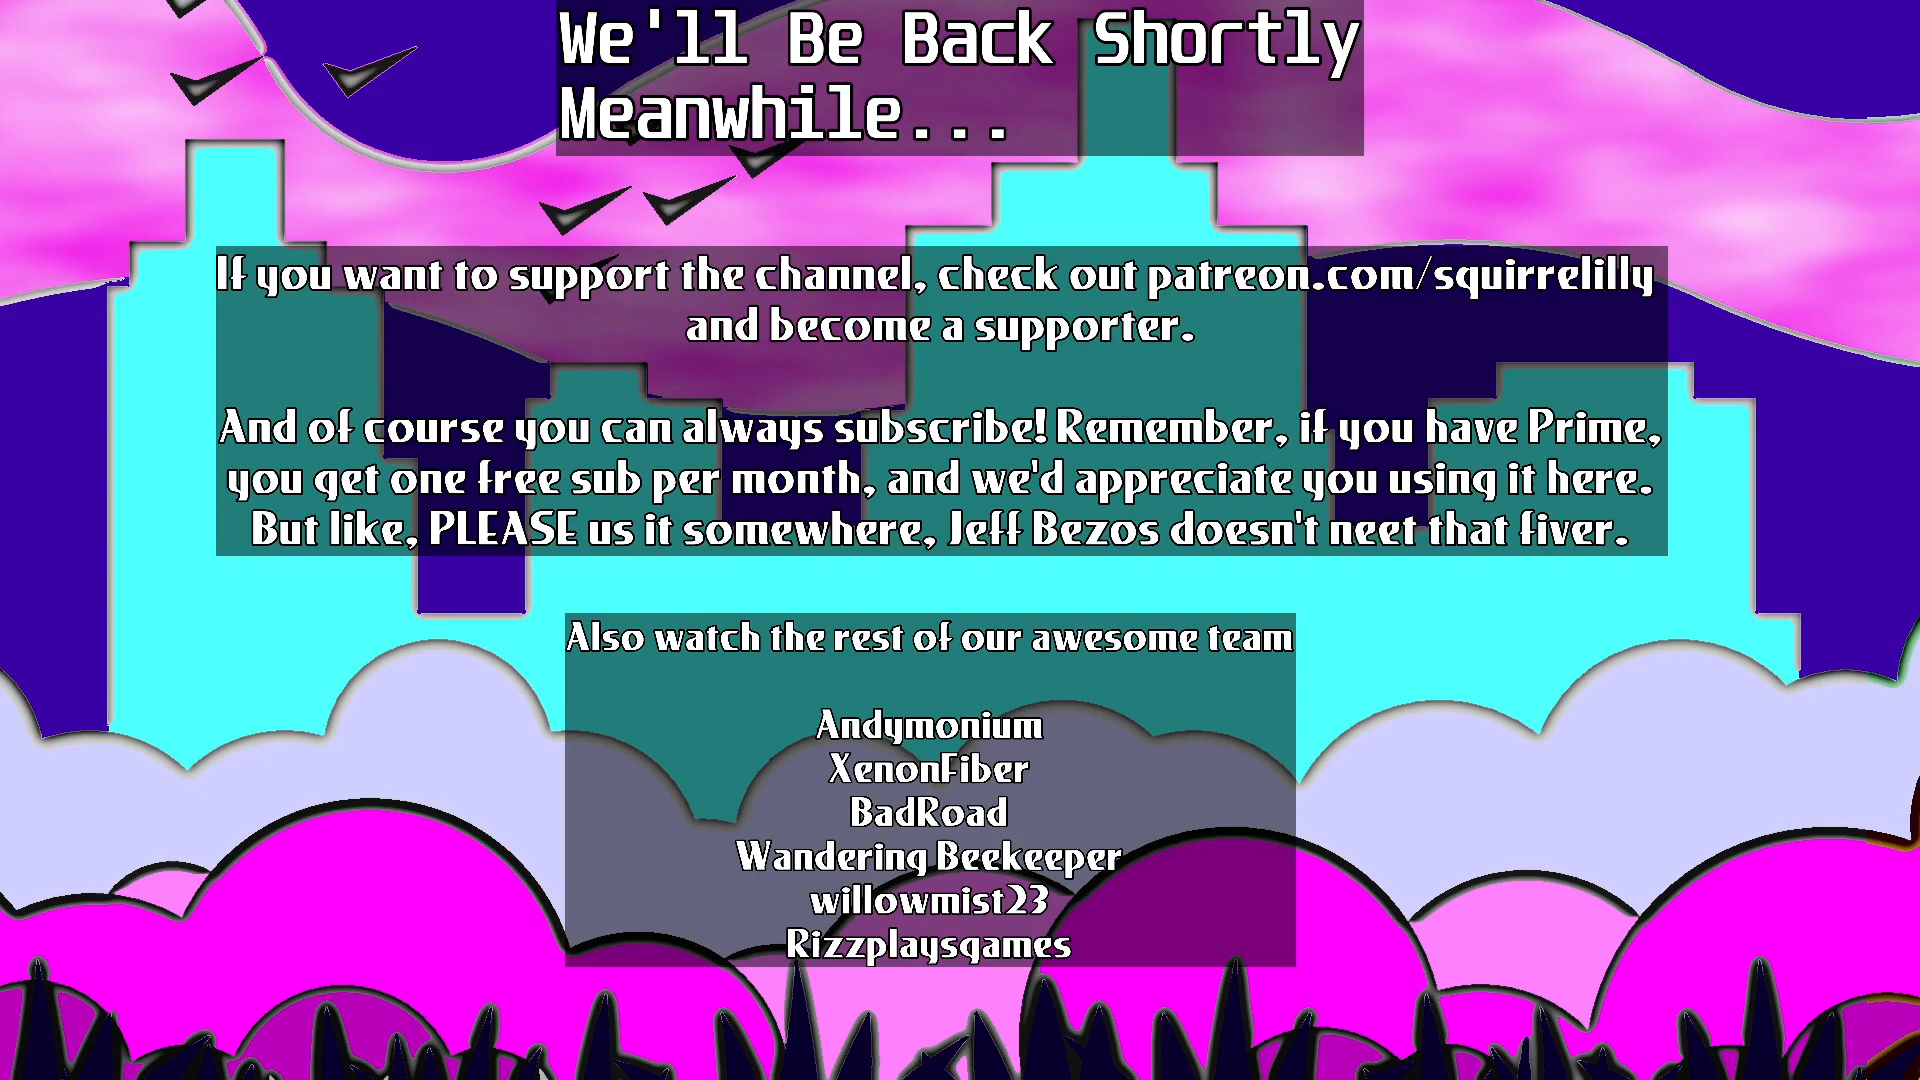 We'll Be Back Shortly
Meanwhile...
If you want to support the channel, check out patreon.com/squirrelilly
and become a supporter.
And of course you can always subscribe! Remember, if you have Prime,
you get one free sub per month, and we'd appreciate you using it here.
But like, PLEASE us it somewhere, Jeff Bezos doesn't neet that fiver.
Also watch the rest of our awesome team
Andymonium
XenonFiber
BadRoad
Wandering Beekeeper
willowmist23
Rizzplaysgames